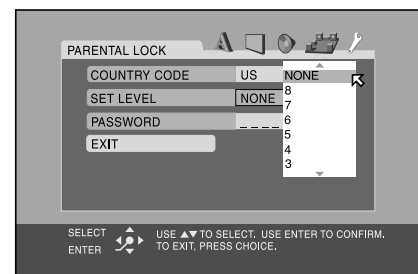 PARENTAL LOCK
COUNTRY CODE US NONE
SET LEVEL NONE 8
7
PASSWORD _ _ _ _ 6
EXIT 5
4
3
SELECT USE ▲▼ TO SELECT. USE ENTER TO CONFIRM.
ENTER TO EXIT, PRESS CHOICE.